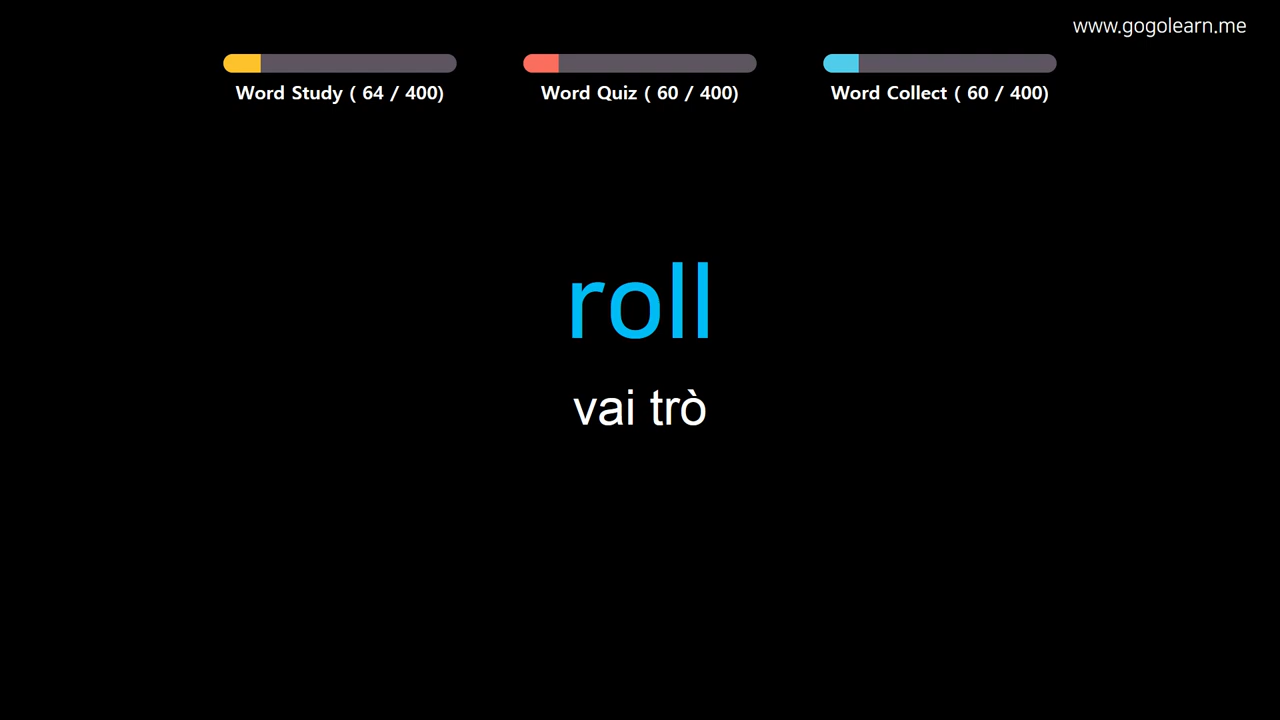 www.gogolearn.me
Word Study ( 64 / 400)
Word Quiz ( 60 / 400)
Word Collect ( 60 / 400)
roll
vai trò